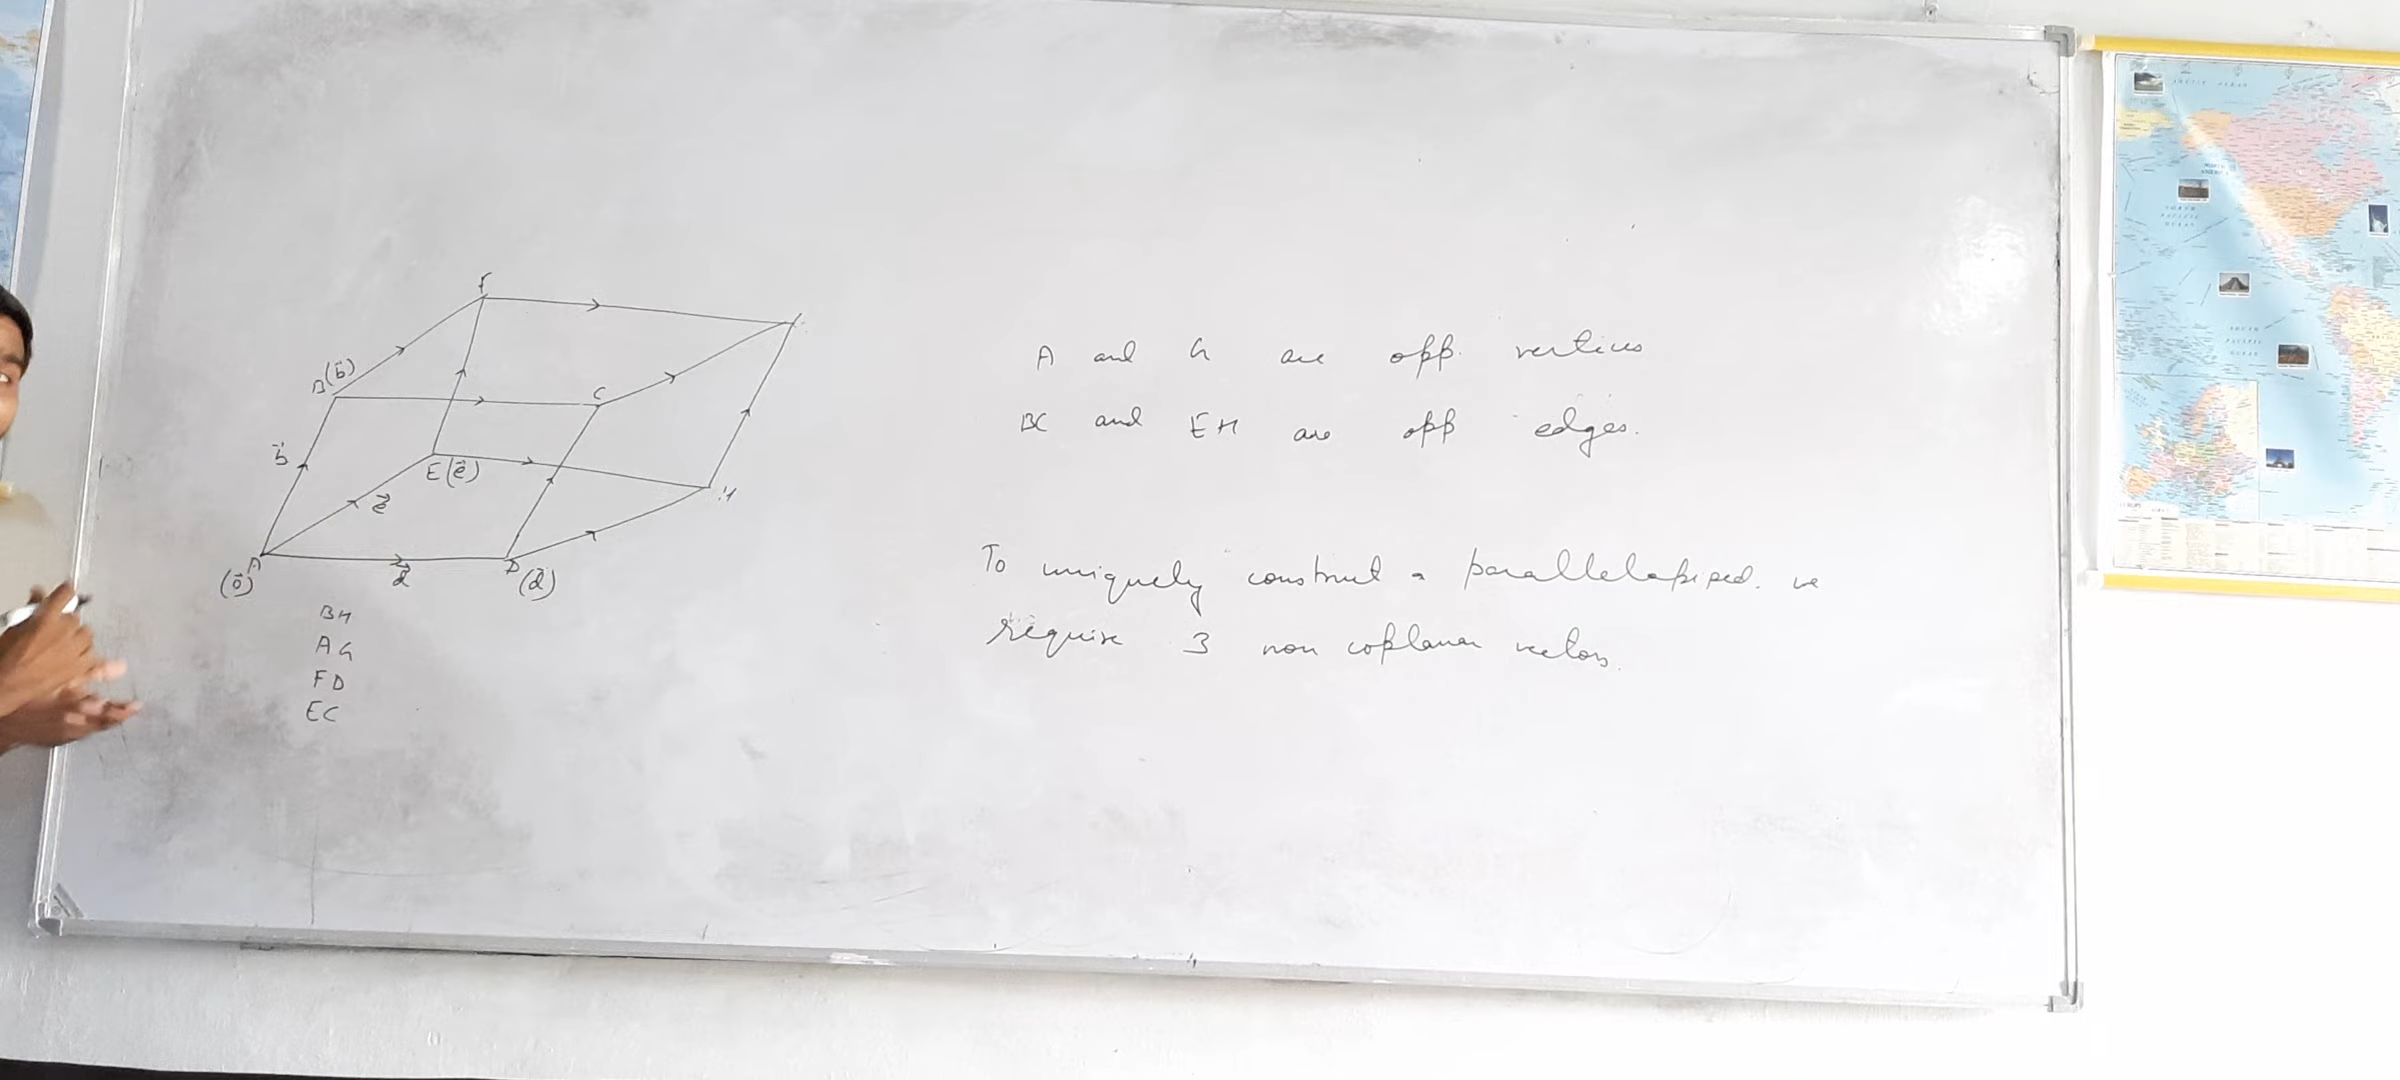 F
B(b⃗)
C
b⃗
E(e⃗)
e⃗
H
A
(o⃗)
d⃗
D
(d⃗)
BH
AG
FD
EC
A and G are opp. vertices
BC and EH are opp edges.
To uniquely construct a parallelopiped. we
require 3 non coplanar vectors.